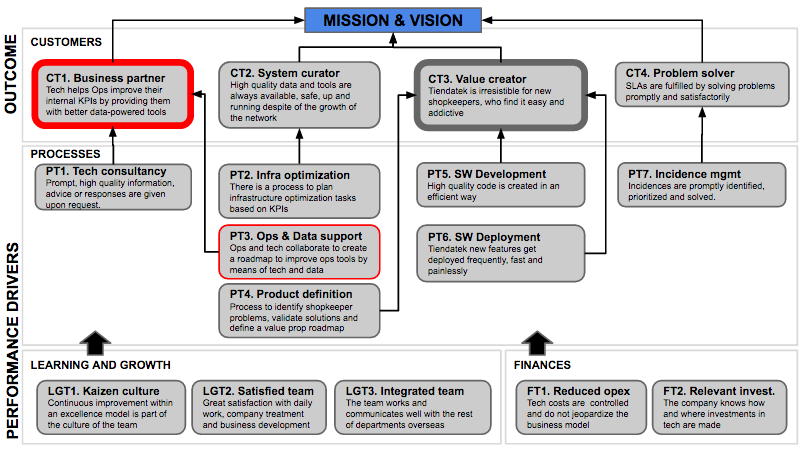 MISSION & VISION
OUTCOME
CUSTOMERS
CT1. Business partner
Tech helps Ops improve their
internal KPIs by providing them
with better data-powered tools
CT2. System curator
High quality data and tools are
always available, safe, up and
running despite of the growth of
the network
CT3. Value creator
Tiendatek is irresistible for new
shopkeepers, who find it easy and
addictive
CT4. Problem solver
SLAs are fulfilled by solving problems
promptly and satisfactorily
PERFORMANCE DRIVERS
PROCESSES
PT1. Tech consultancy
Prompt, high quality information,
advice or responses are given
upon request.
PT2. Infra optimization
There is a process to plan
infrastructure optimization tasks
based on KPIs
PT5. SW Development
High quality code is created in an
efficient way
PT7. Incidence mgmt
Incidences are promptly identified,
prioritized and solved.
PT3. Ops & Data support
Ops and tech collaborate to create
a roadmap to improve ops tools by
means of tech and data
PT6. SW Deployment
Tiendatek new features get
deployed frequently, fast and
painlessly
PT4. Product definition
Process to identify shopkeeper
problems, validate solutions and
define a value prop roadmap
LEARNING AND GROWTH
LGT1. Kaizen culture
Continuous improvement within
an excellence model is part of
the culture of the team
LGT2. Satisfied team
Great satisfaction with daily
work, company treatment
and business development
LGT3. Integrated team
The team works and
communicates well with the rest
of departments overseas
FINANCES
FT1. Reduced opex
Tech costs are controlled
and do not jeopardize the
business model
FT2. Relevant invest.
The company knows how
and where investments in
tech are made